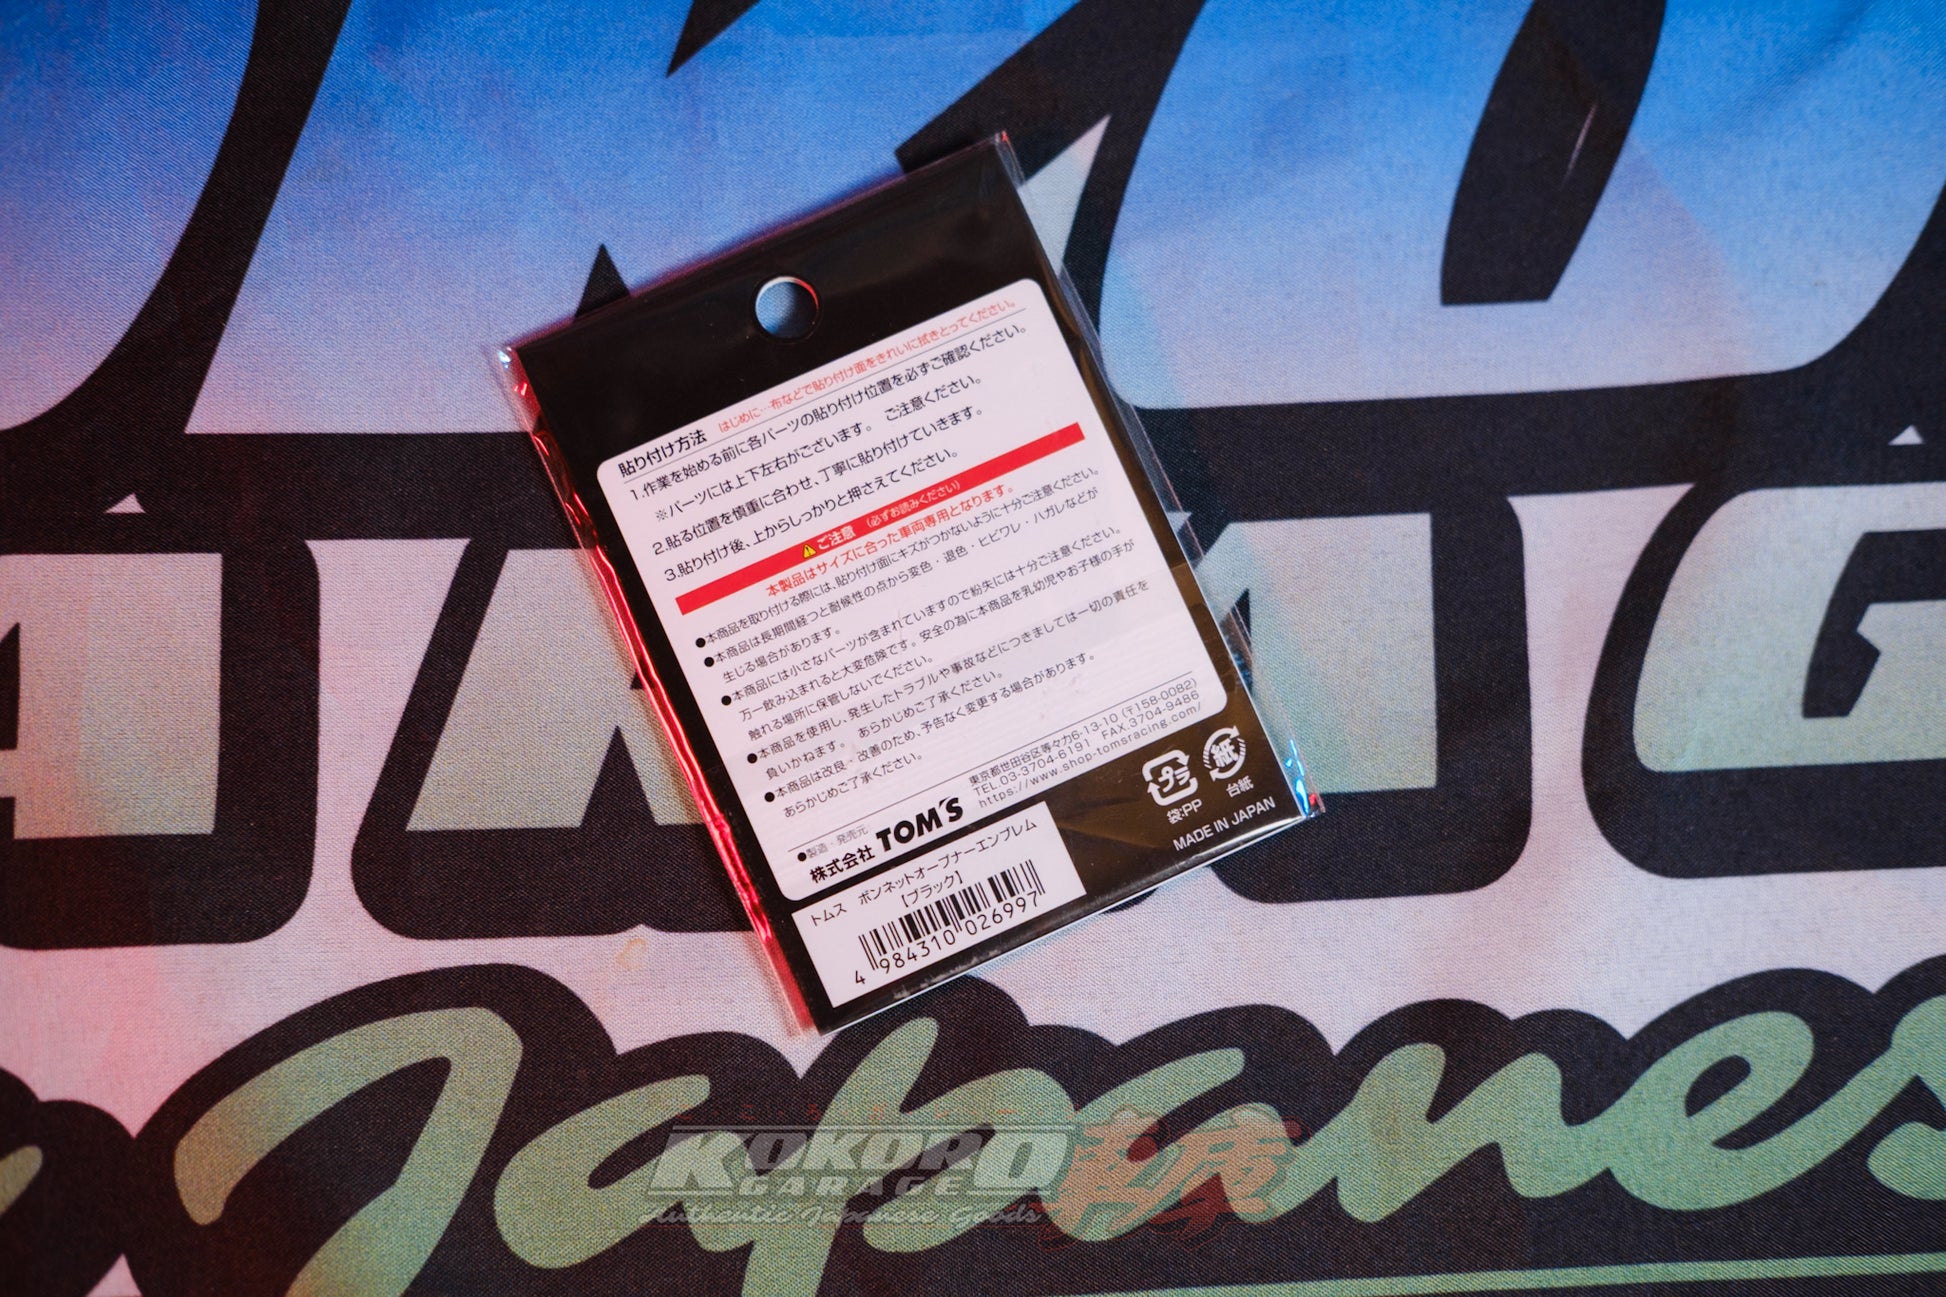 貼り付け方法 はじめに…布などで貼り付け面をきれいに拭きとってください。
1.作業を始める前に各パーツの貼り付け位置を必ずご確認ください。
※パーツには上下左右がございます。 ご注意ください。
2.貼る位置を慎重に合わせ、丁寧に貼り付けていきます。
3.貼り付け後、上からしっかりと押さえてください。
ご注意 (必ずお読みください)
本製品はサイズに合った車両専用となります。
●本商品を取り付ける際には、貼り付け面にキズがつかないように十分ご注意ください。
●本商品は長期間経つと耐候性の点から変色・退色・ヒビワレ・ハガレなどが
生じる場合があります。
●本商品には小さなパーツが含まれていますので紛失には十分ご注意ください。
万一飲み込まれると大変危険です。安全の為に本商品を乳幼児やお子様の手が
触れる場所に保管しないでください。
●本商品を使用し、発生したトラブルや事故などにつきましては一切の責任を
負いかねます。 あらかじめご了承ください。
●本商品は改良・改善のため、予告なく変更する場合があります。
あらかじめご了承ください。
●製造・発売元
株式会社 TOM'S
東京都世田谷区等々力6-13-10 (〒158-0082)
TEL 03-3704-6191 FAX.3704-9486
https://www.shop-tomsracing.com/
プラ
袋:PP
紙
台紙
MADE IN JAPAN
トムス ボンネットオープナーエンブレム
【ブラック】
4 984310 026997
Japanes
KOKORO
GARAGE
Authentic Japanese Goods